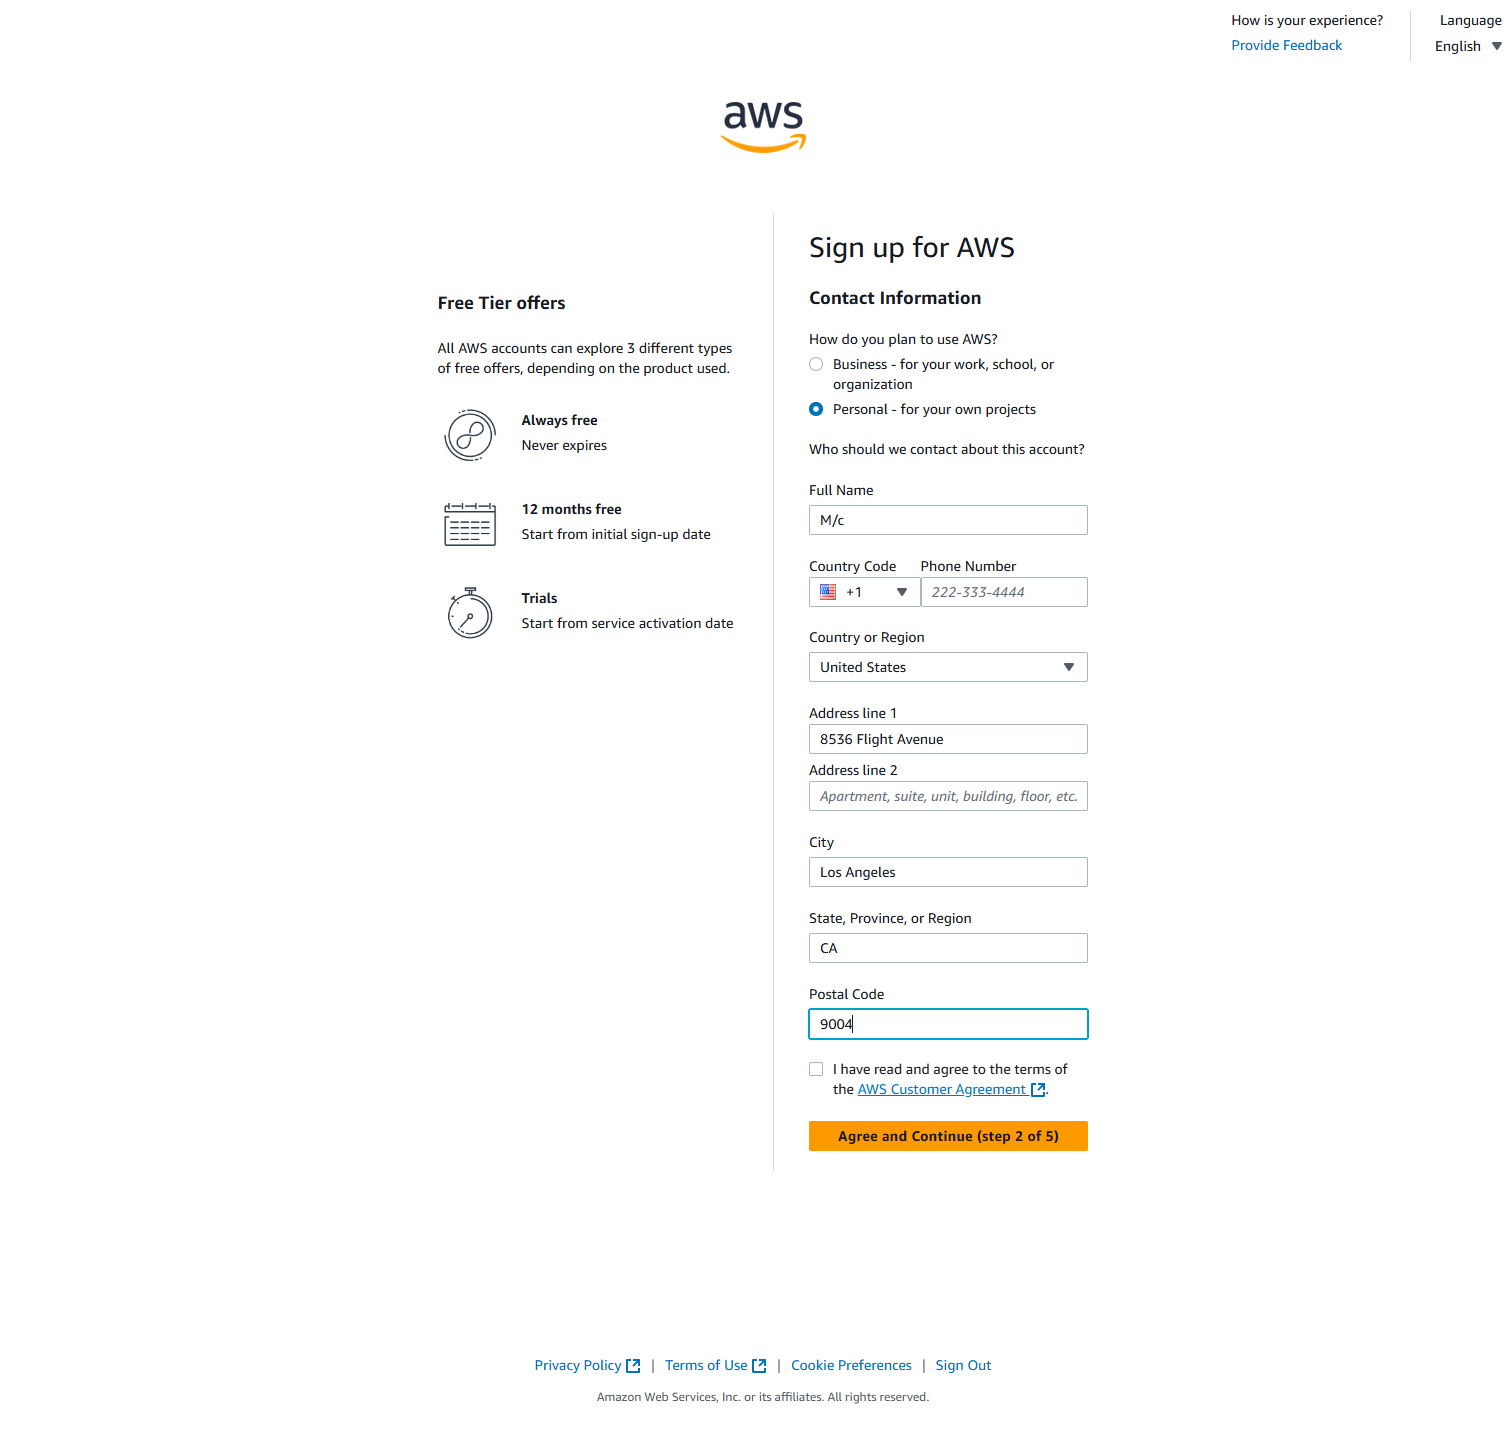 How is your experience?
Provide Feedback
Language
English
aws
Free Tier offers
All AWS accounts can explore 3 different types
of free offers, depending on the product used.
Always free
Never expires
12 months free
Start from initial sign-up date
Trials
Start from service activation date
Sign up for AWS
Contact Information
How do you plan to use AWS?
Business - for your work, school, or
organization
Personal - for your own projects
Who should we contact about this account?
Full Name
M/c
Country Code Phone Number
+1 222-333-4444
Country or Region
United States
Address line 1
8536 Flight Avenue
Address line 2
Apartment, suite, unit, building, floor, etc.
City
Los Angeles
State, Province, or Region
CA
Postal Code
9004
I have read and agree to the terms of
the AWS Customer Agreement .
Agree and Continue (step 2 of 5)
Privacy Policy | Terms of Use | Cookie Preferences | Sign Out
Amazon Web Services, Inc. or its affiliates. All rights reserved.